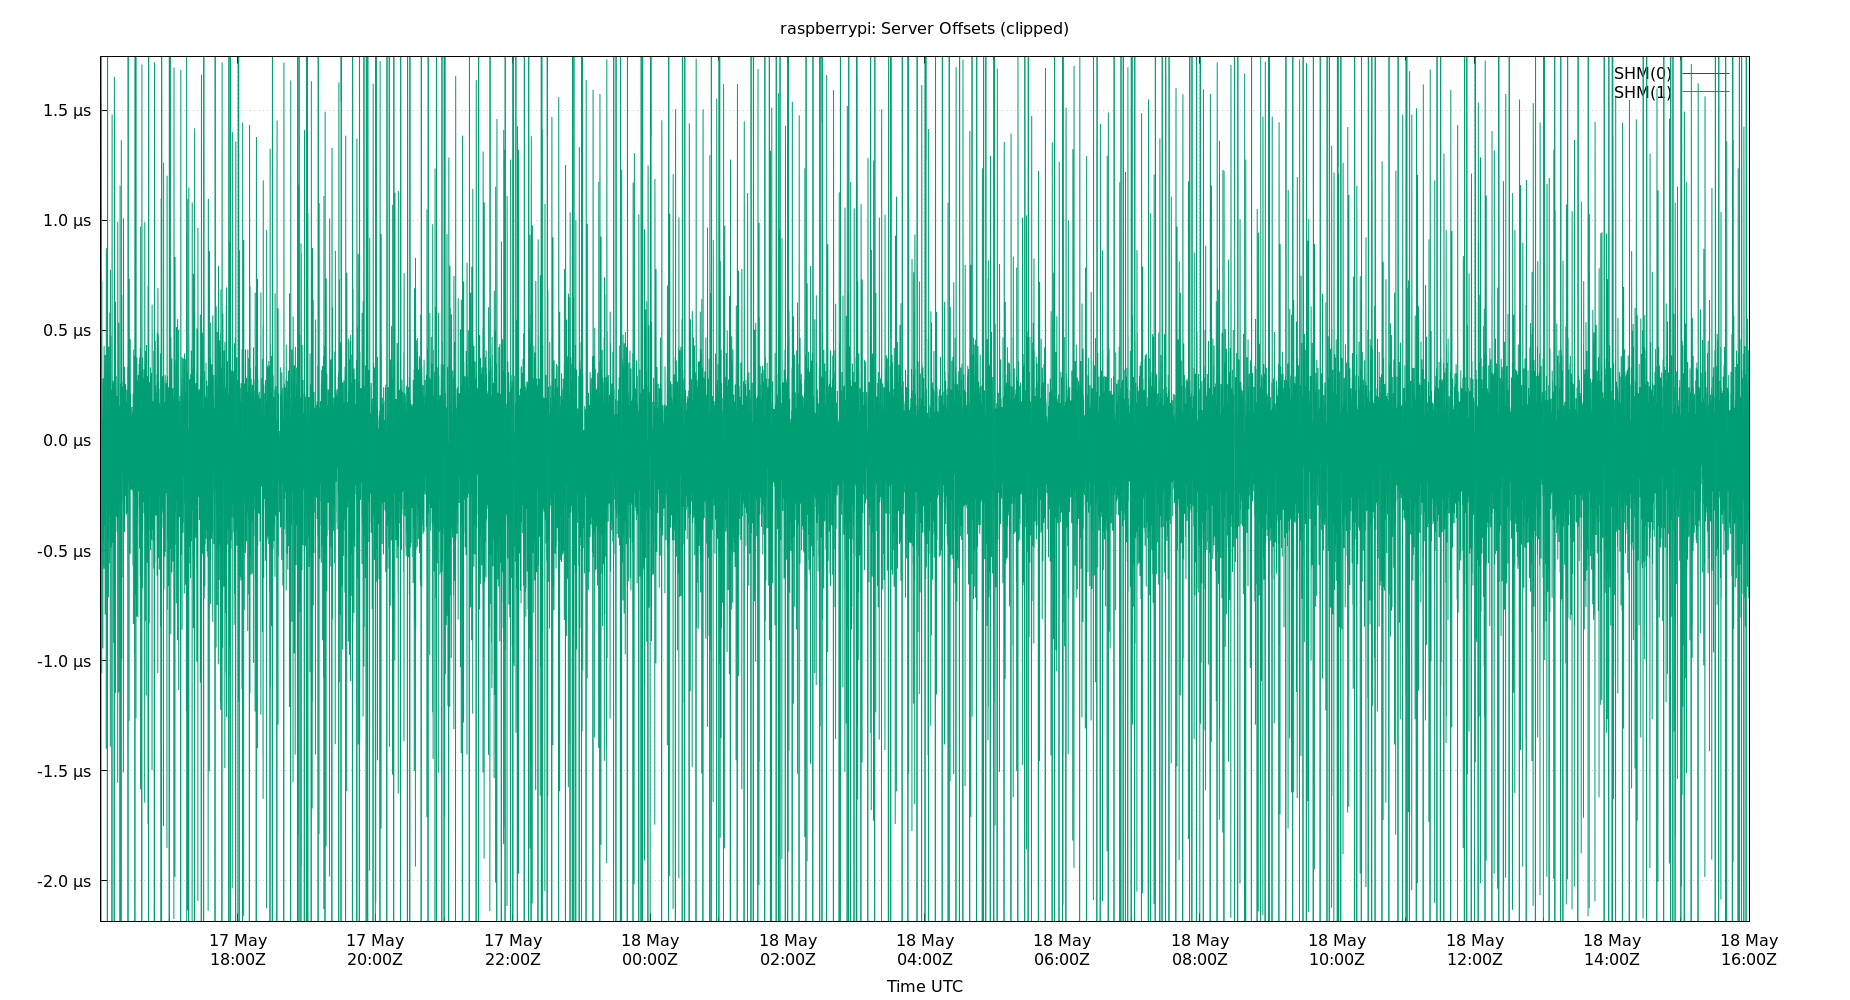 raspberrypi: Server Offsets (clipped)
SHM(0)
SHM(1)
1.5 µs
1.0 µs
0.5 µs
0.0 µs
-0.5 µs
-1.0 µs
-1.5 µs
-2.0 µs
17 May 17 May 17 May 18 May 18 May 18 May 18 May 18 May 18 May 18 May 18 May 18 May
18:00Z 20:00Z 22:00Z 00:00Z 02:00Z 04:00Z 06:00Z 08:00Z 10:00Z 12:00Z 14:00Z 16:00Z
Time UTC